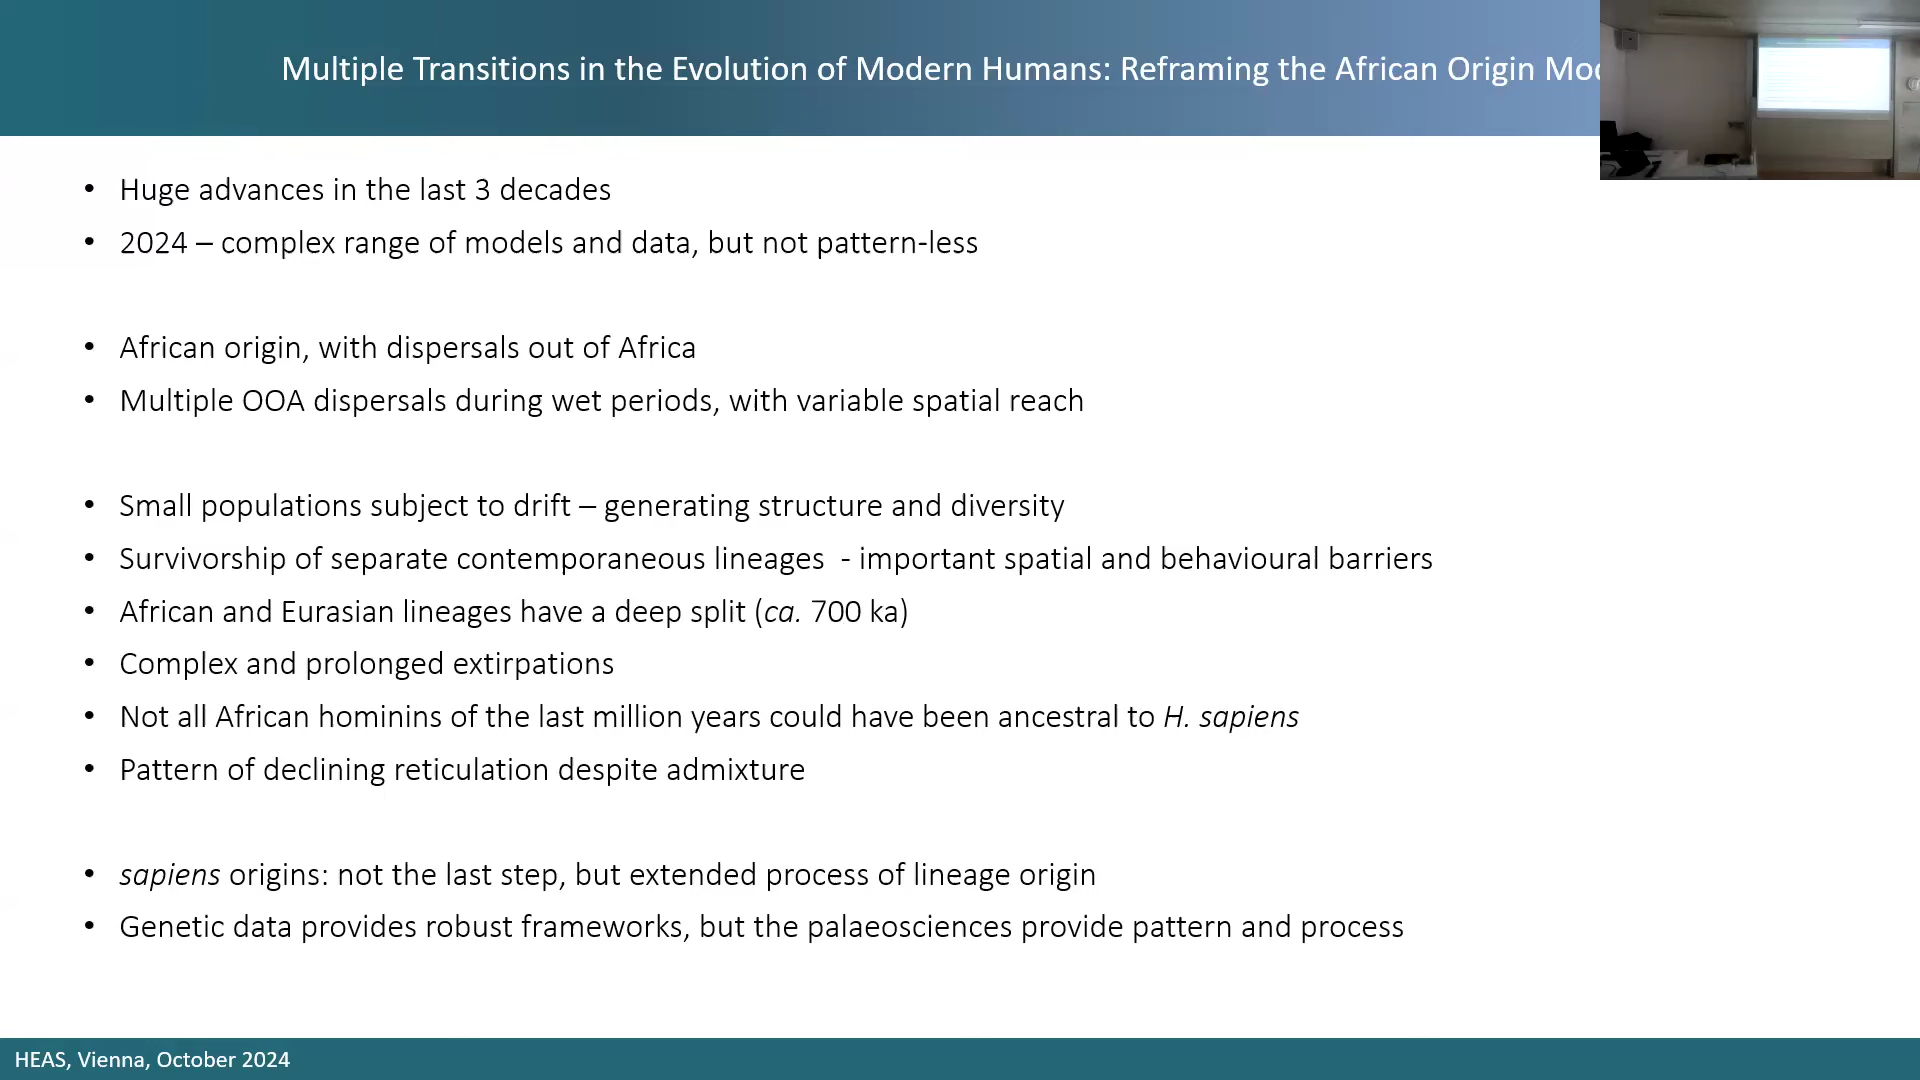 Multiple Transitions in the Evolution of Modern Humans: Reframing the African Origin
• Huge advances in the last 3 decades
• 2024 – complex range of models and data, but not pattern-less
• African origin, with dispersals out of Africa
• Multiple OOA dispersals during wet periods, with variable spatial reach
• Small populations subject to drift – generating structure and diversity
• Survivorship of separate contemporaneous lineages - important spatial and behavioural barriers
• African and Eurasian lineages have a deep split (ca. 700 ka)
• Complex and prolonged extirpations
• Not all African hominins of the last million years could have been ancestral to H. sapiens
• Pattern of declining reticulation despite admixture
• sapiens origins: not the last step, but extended process of lineage origin
• Genetic data provides robust frameworks, but the palaeosciences provide pattern and process
HEAS, Vienna, October 2024